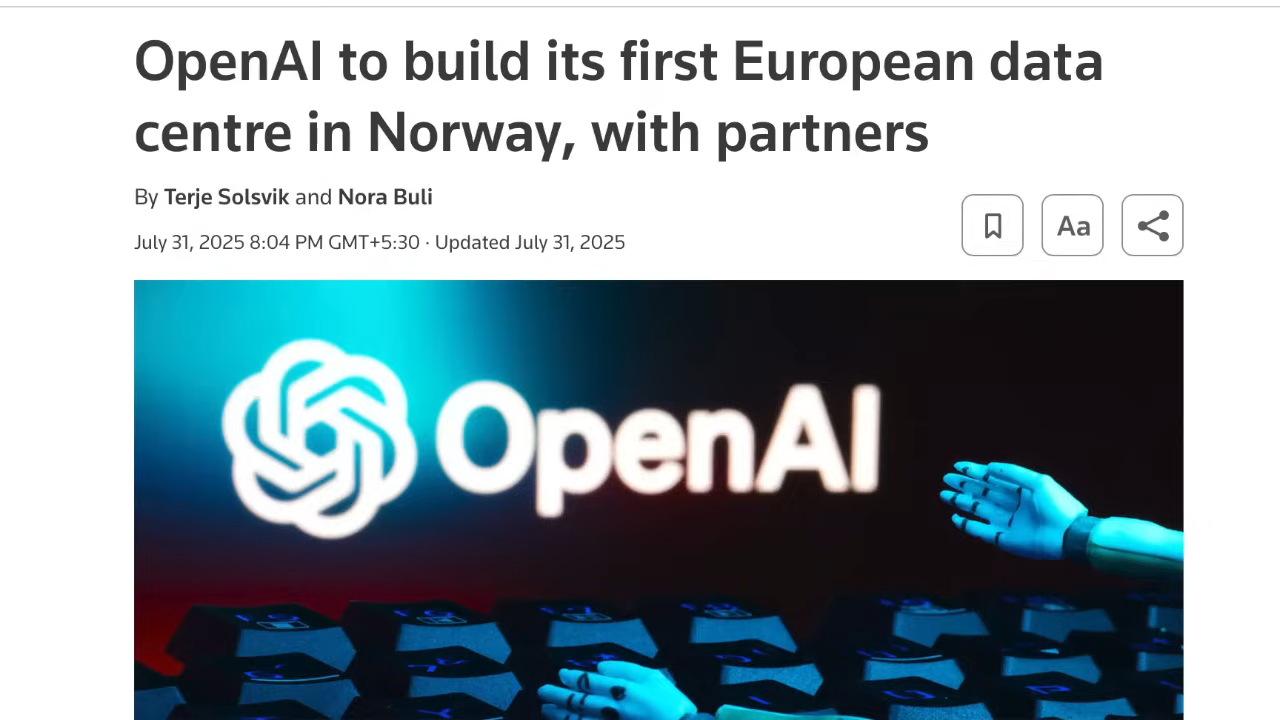 OpenAI to build its first European data
centre in Norway, with partners
By Terje Solsvik and Nora Buli
July 31, 2025 8:04 PM GMT+5:30 · Updated July 31, 2025
Aa
OpenAI